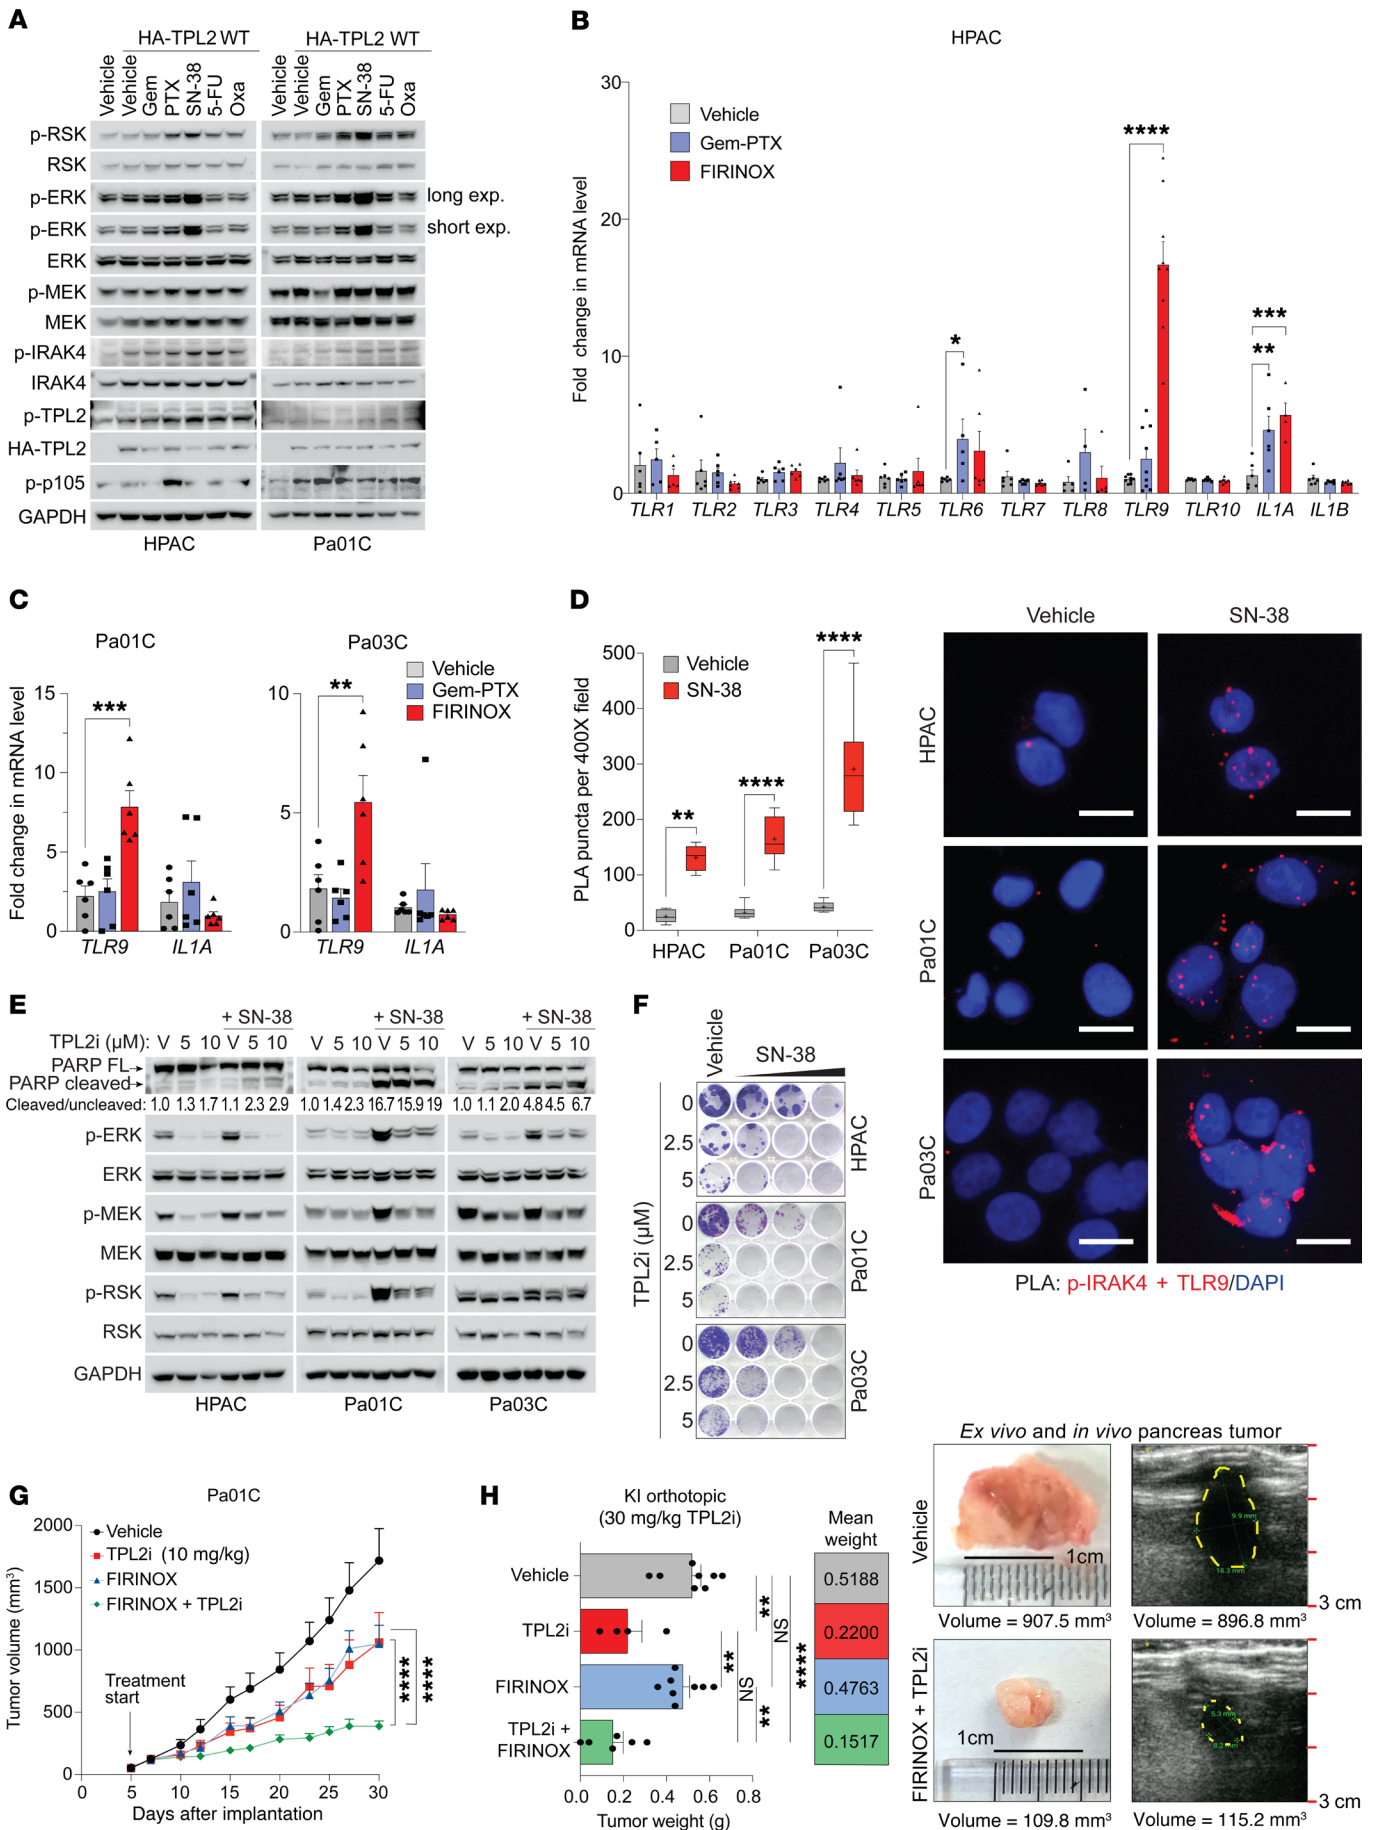 A
HA-TPL2 WT
HA-TPL2 WT
Vehicle
Vehicle
Gem
PTX
SN-38
5-FU
Oxa
Vehicle
Vehicle
Gem
PTX
SN-38
5-FU
Oxa
p-RSK
RSK
p-ERK
long exp.
p-ERK
short exp.
ERK
p-MEK
MEK
p-IRAK4
IRAK4
p-TPL2
HA-TPL2
p-p105
GAPDH
HPAC
Pa01C
B
HPAC
Fold change in mRNA level
30
20
10
0
Vehicle
Gem-PTX
FIRINOX
*
****
***
**
TLR1
TLR2
TLR3
TLR4
TLR5
TLR6
TLR7
TLR8
TLR9
TLR10
IL1A
IL1B
C
Pa01C
Pa03C
Vehicle
Gem-PTX
FIRINOX
Fold change in mRNA level
15
10
5
0
***
TLR9
IL1A
10
5
0
**
TLR9
IL1A
D
PLA puncta per 400X field
500
400
300
200
100
0
Vehicle
SN-38
**
****
****
HPAC
Pa01C
Pa03C
Vehicle
SN-38
HPAC
Pa01C
Pa03C
PLA: p-IRAK4 + TLR9/DAPI
E
+ SN-38
+ SN-38
+ SN-38
TPL2i (µM): V 5 10 V 5 10 V 5 10 V 5 10 V 5 10 V 5 10
PARP FL
PARP cleaved
Cleaved/uncleaved: 1.0 1.3 1.7 1.1 2.3 2.9 1.0 1.4 2.3 16.7 15.9 19 1.0 1.1 2.0 4.8 4.5 6.7
p-ERK
ERK
p-MEK
MEK
p-RSK
RSK
GAPDH
HPAC
Pa01C
Pa03C
F
Vehicle
SN-38
TPL2i (µM)
0
2.5
5
HPAC
0
2.5
5
Pa01C
0
2.5
5
Pa03C
G
Pa01C
Tumor volume (mm³)
2000
1500
1000
500
0
Vehicle
TPL2i (10 mg/kg)
FIRINOX
FIRINOX + TPL2i
Treatment
start
****
****
0 5 10 15 20 25 30
Days after implantation
H
KI orthotopic
(30 mg/kg TPL2i)
Mean
weight
Vehicle
TPL2i
FIRINOX
TPL2i +
FIRINOX
**
NS
****
**
NS
**
0.5188
0.2200
0.4763
0.1517
0.0 0.2 0.4 0.6 0.8
Tumor weight (g)
Ex vivo and in vivo pancreas tumor
Vehicle
1cm
9.9 mm
18.3 mm
3 cm
Volume = 907.5 mm³
Volume = 896.8 mm³
FIRINOX + TPL2i
1cm
5.3 mm
8.2 mm
3 cm
Volume = 109.8 mm³
Volume = 115.2 mm³